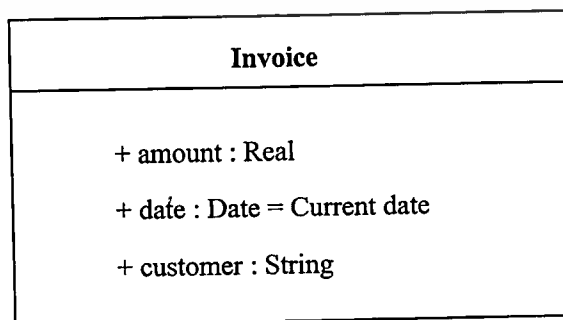 Invoice
+ amount : Real
+ date : Date = Current date
+ customer : String